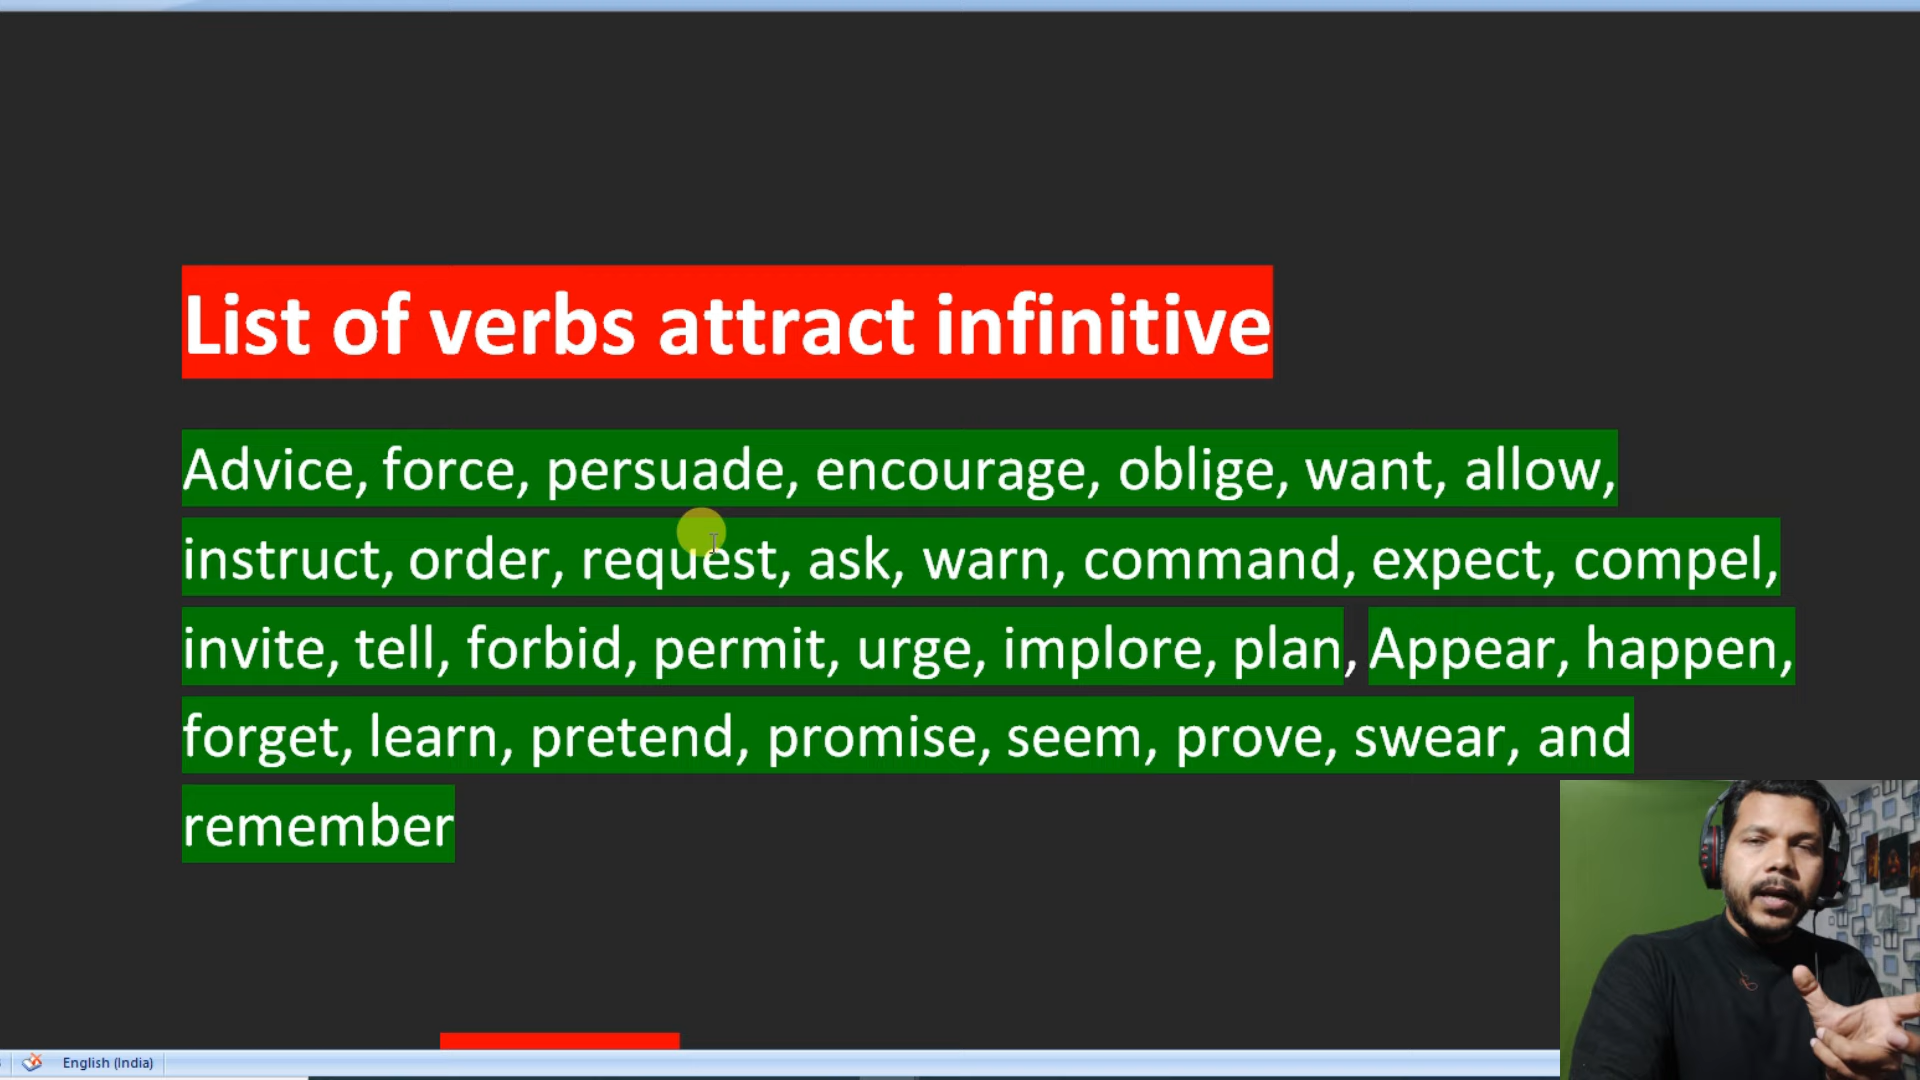 List of verbs attract infinitive
Advice, force, persuade, encourage, oblige, want, allow,
instruct, order, request, ask, warn, command, expect, compel,
invite, tell, forbid, permit, urge, implore, plan, Appear, happen,
forget, learn, pretend, promise, seem, prove, swear, and
remember
English (India)